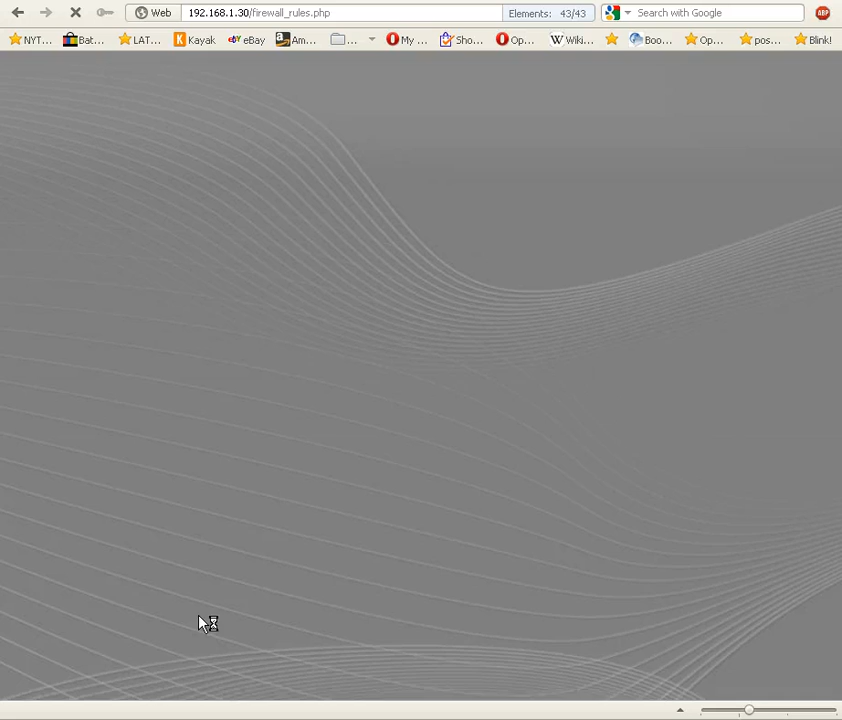 Web 192.168.1.30/firewall_rules.php Elements: 43/43 Search with Google ABP
NYT... Bat... LAT... Kayak eBay Am... ... My ... Sho... Op... Wiki... Boo... Op... pos... Blink!